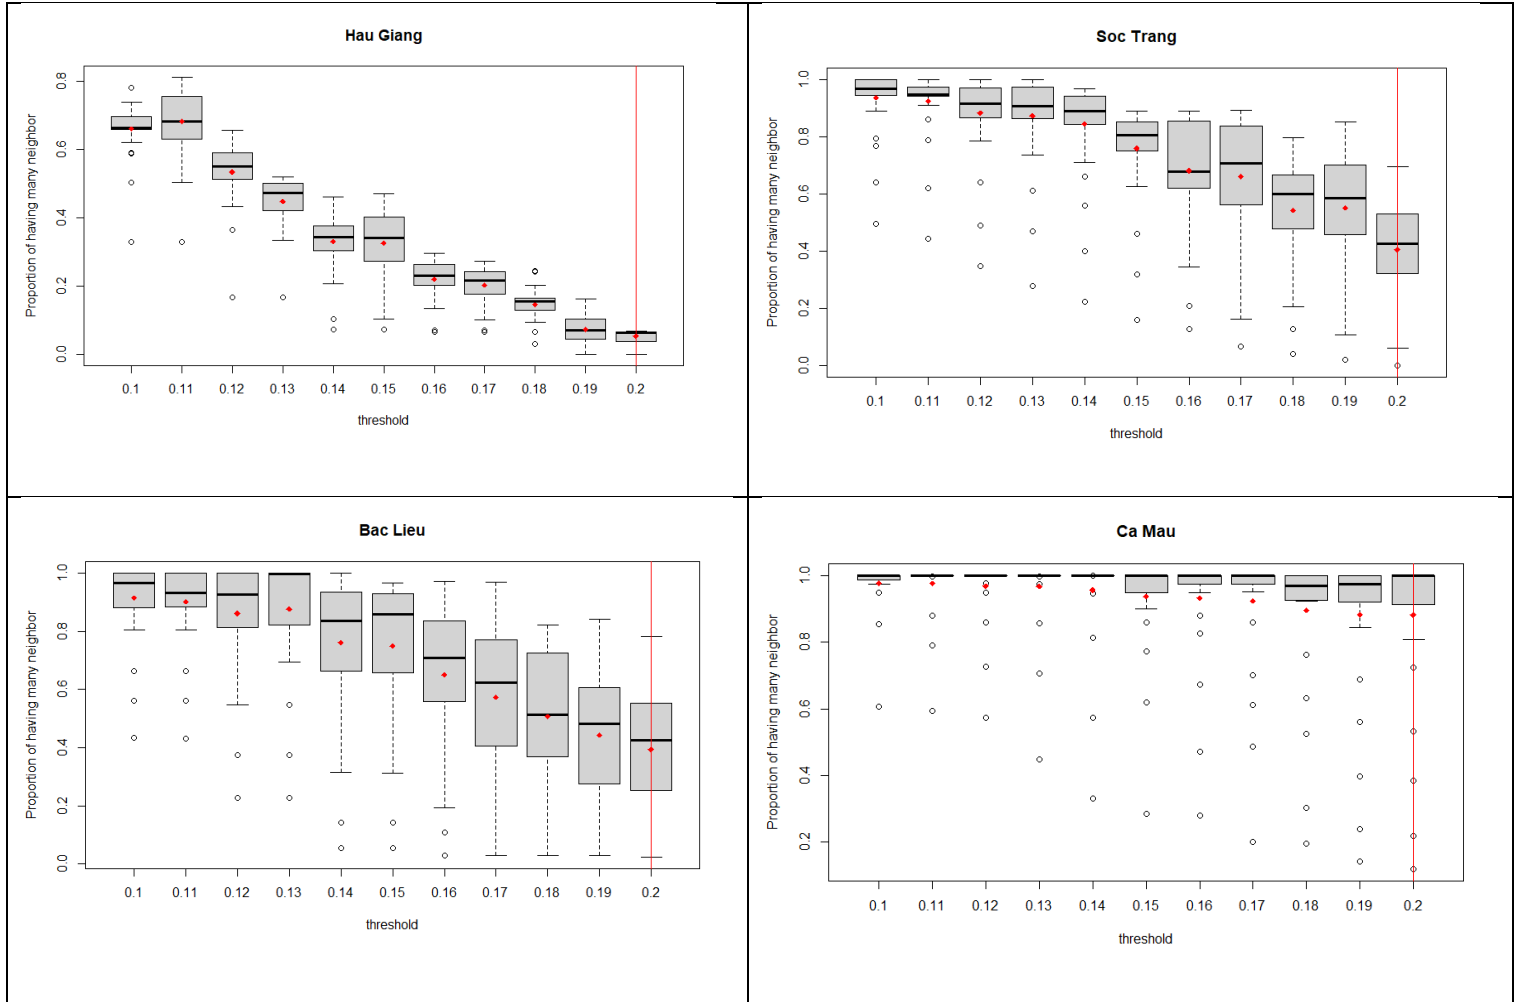 Hau Giang
Proportion of having many neighbor
0.8
0.6
0.4
0.2
0.0
0.1 0.11 0.12 0.13 0.14 0.15 0.16 0.17 0.18 0.19 0.2
threshold
Soc Trang
Proportion of having many neighbor
1.0
0.8
0.6
0.4
0.2
0.0
0.1 0.11 0.12 0.13 0.14 0.15 0.16 0.17 0.18 0.19 0.2
threshold
Bac Lieu
Proportion of having many neighbor
1.0
0.8
0.6
0.4
0.2
0.0
0.1 0.11 0.12 0.13 0.14 0.15 0.16 0.17 0.18 0.19 0.2
threshold
Ca Mau
Proportion of having many neighbor
1.0
0.8
0.6
0.4
0.2
0.1 0.11 0.12 0.13 0.14 0.15 0.16 0.17 0.18 0.19 0.2
threshold